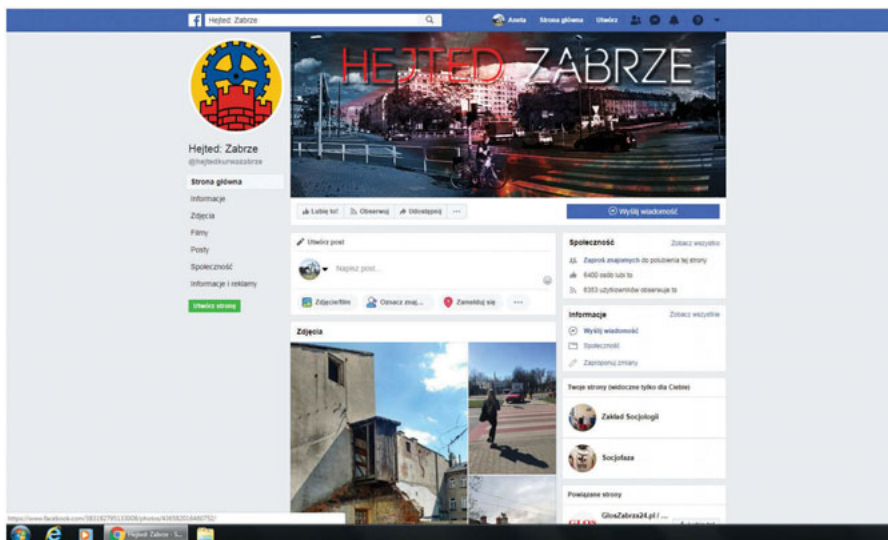 Hejted: Zabrze
Aneta Strona główna Utwórz
HEJTED ZABRZE
Hejted: Zabrze
@hejtedkurwazabrze
Strona główna
Informacje
Zdjęcia
Filmy
Posty
Społeczność
Informacje i reklamy
Utwórz stronę
Lubię to! Obserwuj Udostępnij ...
Wyślij wiadomość
Utwórz post
Napisz post...
Zdjęcie/film Oznacz znaj... Zamelduj się ...
Zdjęcia
Społeczność Zobacz wszystko
Zaproś znajomych do polubienia tej strony
6400 osób lubi to
6353 użytkowników obserwuje to
Informacje Zobacz wszystkie
Wyślij wiadomość
Społeczność
Zaproponuj zmiany
Twoje strony (widoczne tylko dla Ciebie)
Zakład Socjologii
Socjofaza
Powiązane strony
GlosZabrze24.pl / ...
GŁOS
Hejted: Zabrze - S...